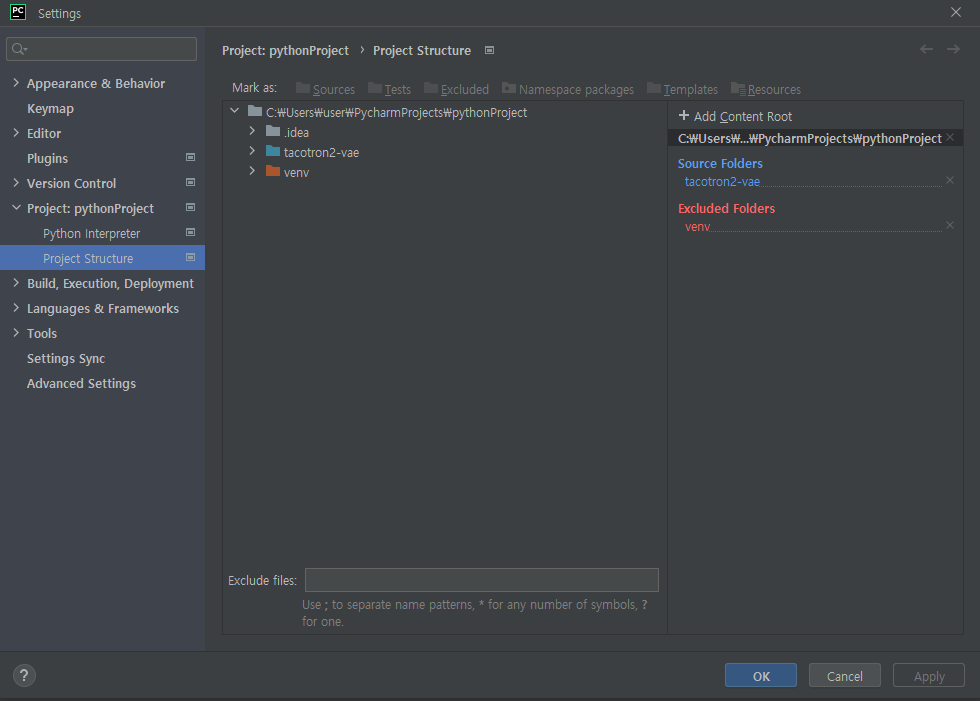 PC
Settings
Project: pythonProject › Project Structure
Appearance & Behavior
Keymap
Editor
Plugins
Version Control
Project: pythonProject
Python Interpreter
Project Structure
Build, Execution, Deployment
Languages & Frameworks
Tools
Settings Sync
Advanced Settings
Mark as: Sources Tests Excluded Namespace packages Templates Resources
C:₩Users₩user₩PycharmProjects₩pythonProject
.idea
tacotron2-vae
venv
+ Add Content Root
C:₩Users₩...₩PycharmProjects₩pythonProject
Source Folders
tacotron2-vae
Excluded Folders
venv
Exclude files:
Use ; to separate name patterns, * for any number of symbols, ?
for one.
?
OK Cancel Apply